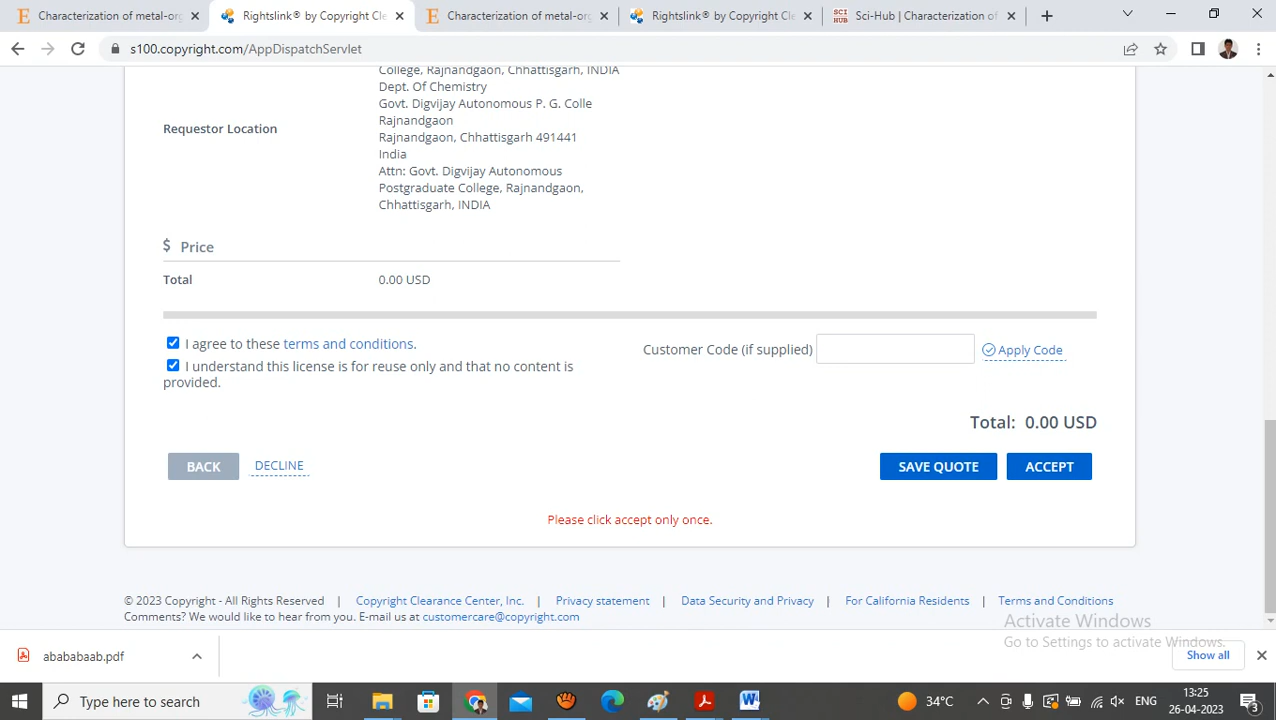 Characterization of metal-org
Rightslink® by Copyright Cle
Characterization of metal-org
Rightslink® by Copyright Cle
SCI HUB
Sci-Hub | Characterization of
s100.copyright.com/AppDispatchServlet
College, Rajnandgaon, Chhattisgarh, INDIA
Dept. Of Chemistry
Govt. Digvijay Autonomous P. G. Colle
Rajnandgaon
Requestor Location
Rajnandgaon, Chhattisgarh 491441
India
Attn: Govt. Digvijay Autonomous
Postgraduate College, Rajnandgaon,
Chhattisgarh, INDIA
$ Price
Total 0.00 USD
I agree to these terms and conditions.
I understand this license is for reuse only and that no content is
provided.
Customer Code (if supplied)
Apply Code
Total: 0.00 USD
BACK DECLINE SAVE QUOTE ACCEPT
Please click accept only once.
© 2023 Copyright - All Rights Reserved | Copyright Clearance Center, Inc. | Privacy statement | Data Security and Privacy | For California Residents | Terms and Conditions
Comments? We would like to hear from you. E-mail us at customercare@copyright.com
Activate Windows
Go to Settings to activate Windows.
abababaab.pdf
Show all
Type here to search
34°C
ENG
13:25
26-04-2023
3